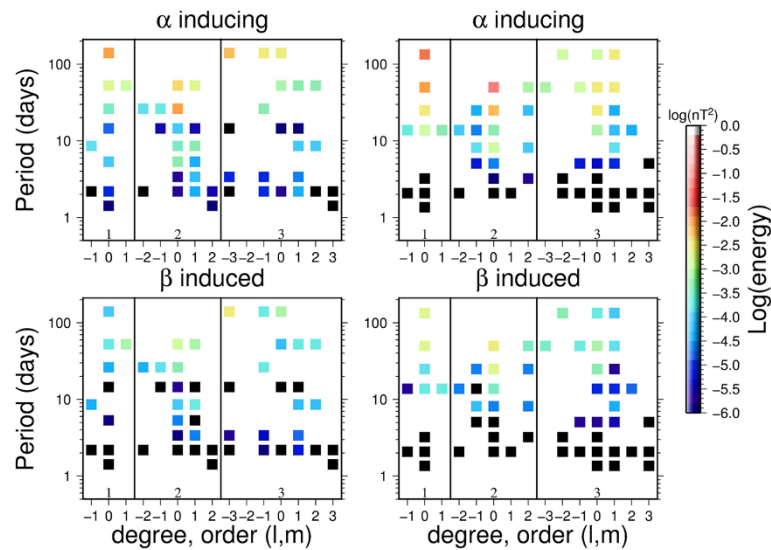 α inducing
α inducing
Period (days)
100
10
1
1
2
3
−1 0 1 −2 −1 0 1 2 −3 −2 −1 0 1 2 3
100
10
1
1
2
3
−1 0 1 −2 −1 0 1 2 −3 −2 −1 0 1 2 3
β induced
β induced
Period (days)
100
10
1
1
2
3
−1 0 1 −2 −1 0 1 2 −3 −2 −1 0 1 2 3
degree, order (l,m)
100
10
1
1
2
3
−1 0 1 −2 −1 0 1 2 −3 −2 −1 0 1 2 3
degree, order (l,m)
log(nT²)
0.0
−0.5
−1.0
−1.5
−2.0
−2.5
−3.0
−3.5
−4.0
−4.5
−5.0
−5.5
−6.0
Log(energy)